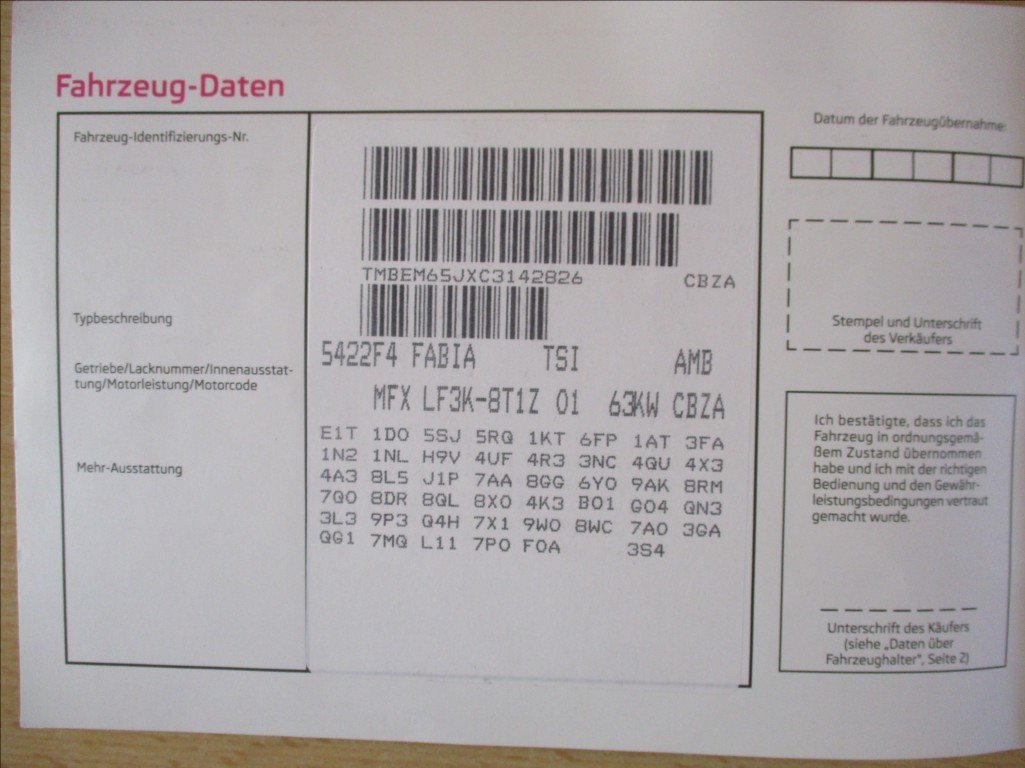 Fahrzeug-Daten
Fahrzeug-Identifizierungs-Nr.
Datum der Fahrzeugübernahme:
TMBEM65JXC3142826 CBZA
Typbeschreibung
5422F4 FABIA TSI AMB
Getriebe/Lacknummer/Innenausstat-
tung/Motorleistung/Motorcode
MFX LF3K-8T1Z 01 63KW CBZA
Mehr-Ausstattung
E1T 1D0 5SJ 5RQ 1KT 6FP 1AT 3FA
1N2 1NL H9V 4UF 4R3 3NC 4QU 4X3
4A3 8L5 J1P 7AA 8GG 6Y0 9AK 8RM
7Q0 8DR 8QL 8X0 4K3 B01 G04 QN3
3L3 9P3 Q4H 7X1 9W0 8WC 7A0 3GA
QG1 7MQ L11 7P0 F0A 3S4
Stempel und Unterschrift
des Verkäufers
Ich bestätigte, dass ich das
Fahrzeug in ordnungsgemä-
ßem Zustand übernommen
habe und ich mit der richtigen
Bedienung und den Gewähr-
leistungsbedingungen vertraut
gemacht wurde.
Unterschrift des Käufers
(siehe „Daten über
Fahrzeughalter", Seite 2)